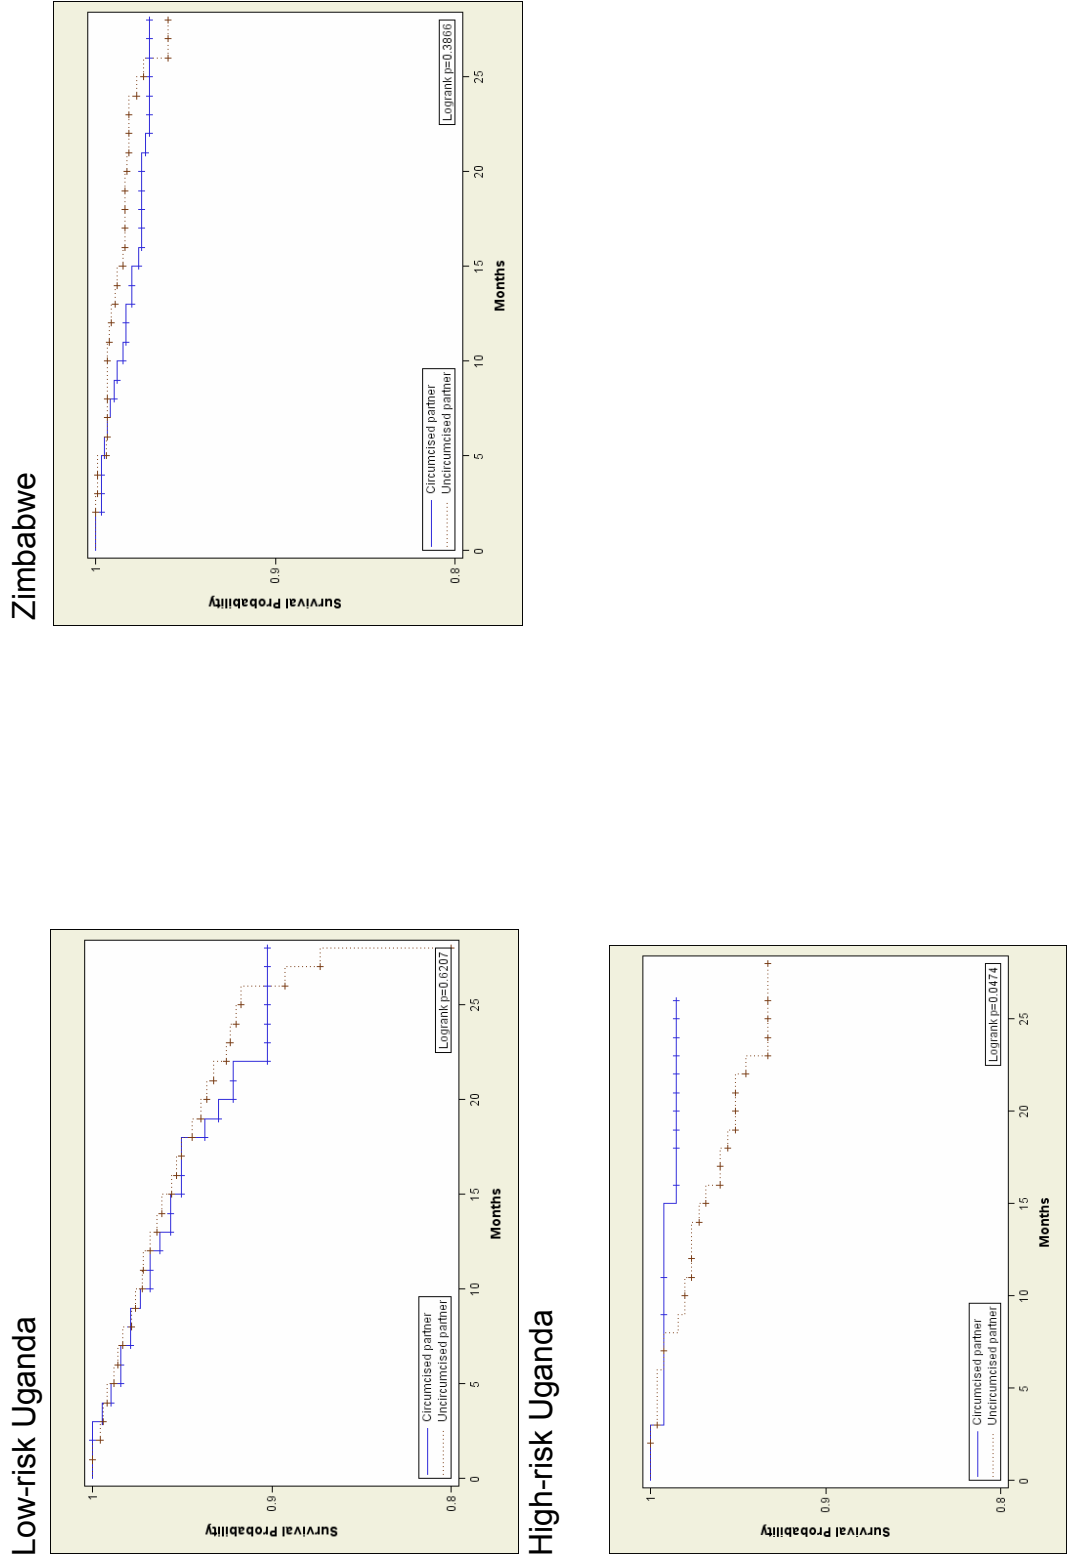 Low-risk Uganda
1
0.9
0.8
Survival Probability
0
5
10
15
20
25
Months
Circumcised partner
Uncircumcised partner
Logrank p=0.6207
Zimbabwe
1
0.9
0.8
Survival Probability
0
5
10
15
20
25
Months
Circumcised partner
Uncircumcised partner
Logrank p=0.3866
High-risk Uganda
1
0.9
0.8
Survival Probability
0
5
10
15
20
25
Months
Circumcised partner
Uncircumcised partner
Logrank p=0.0474